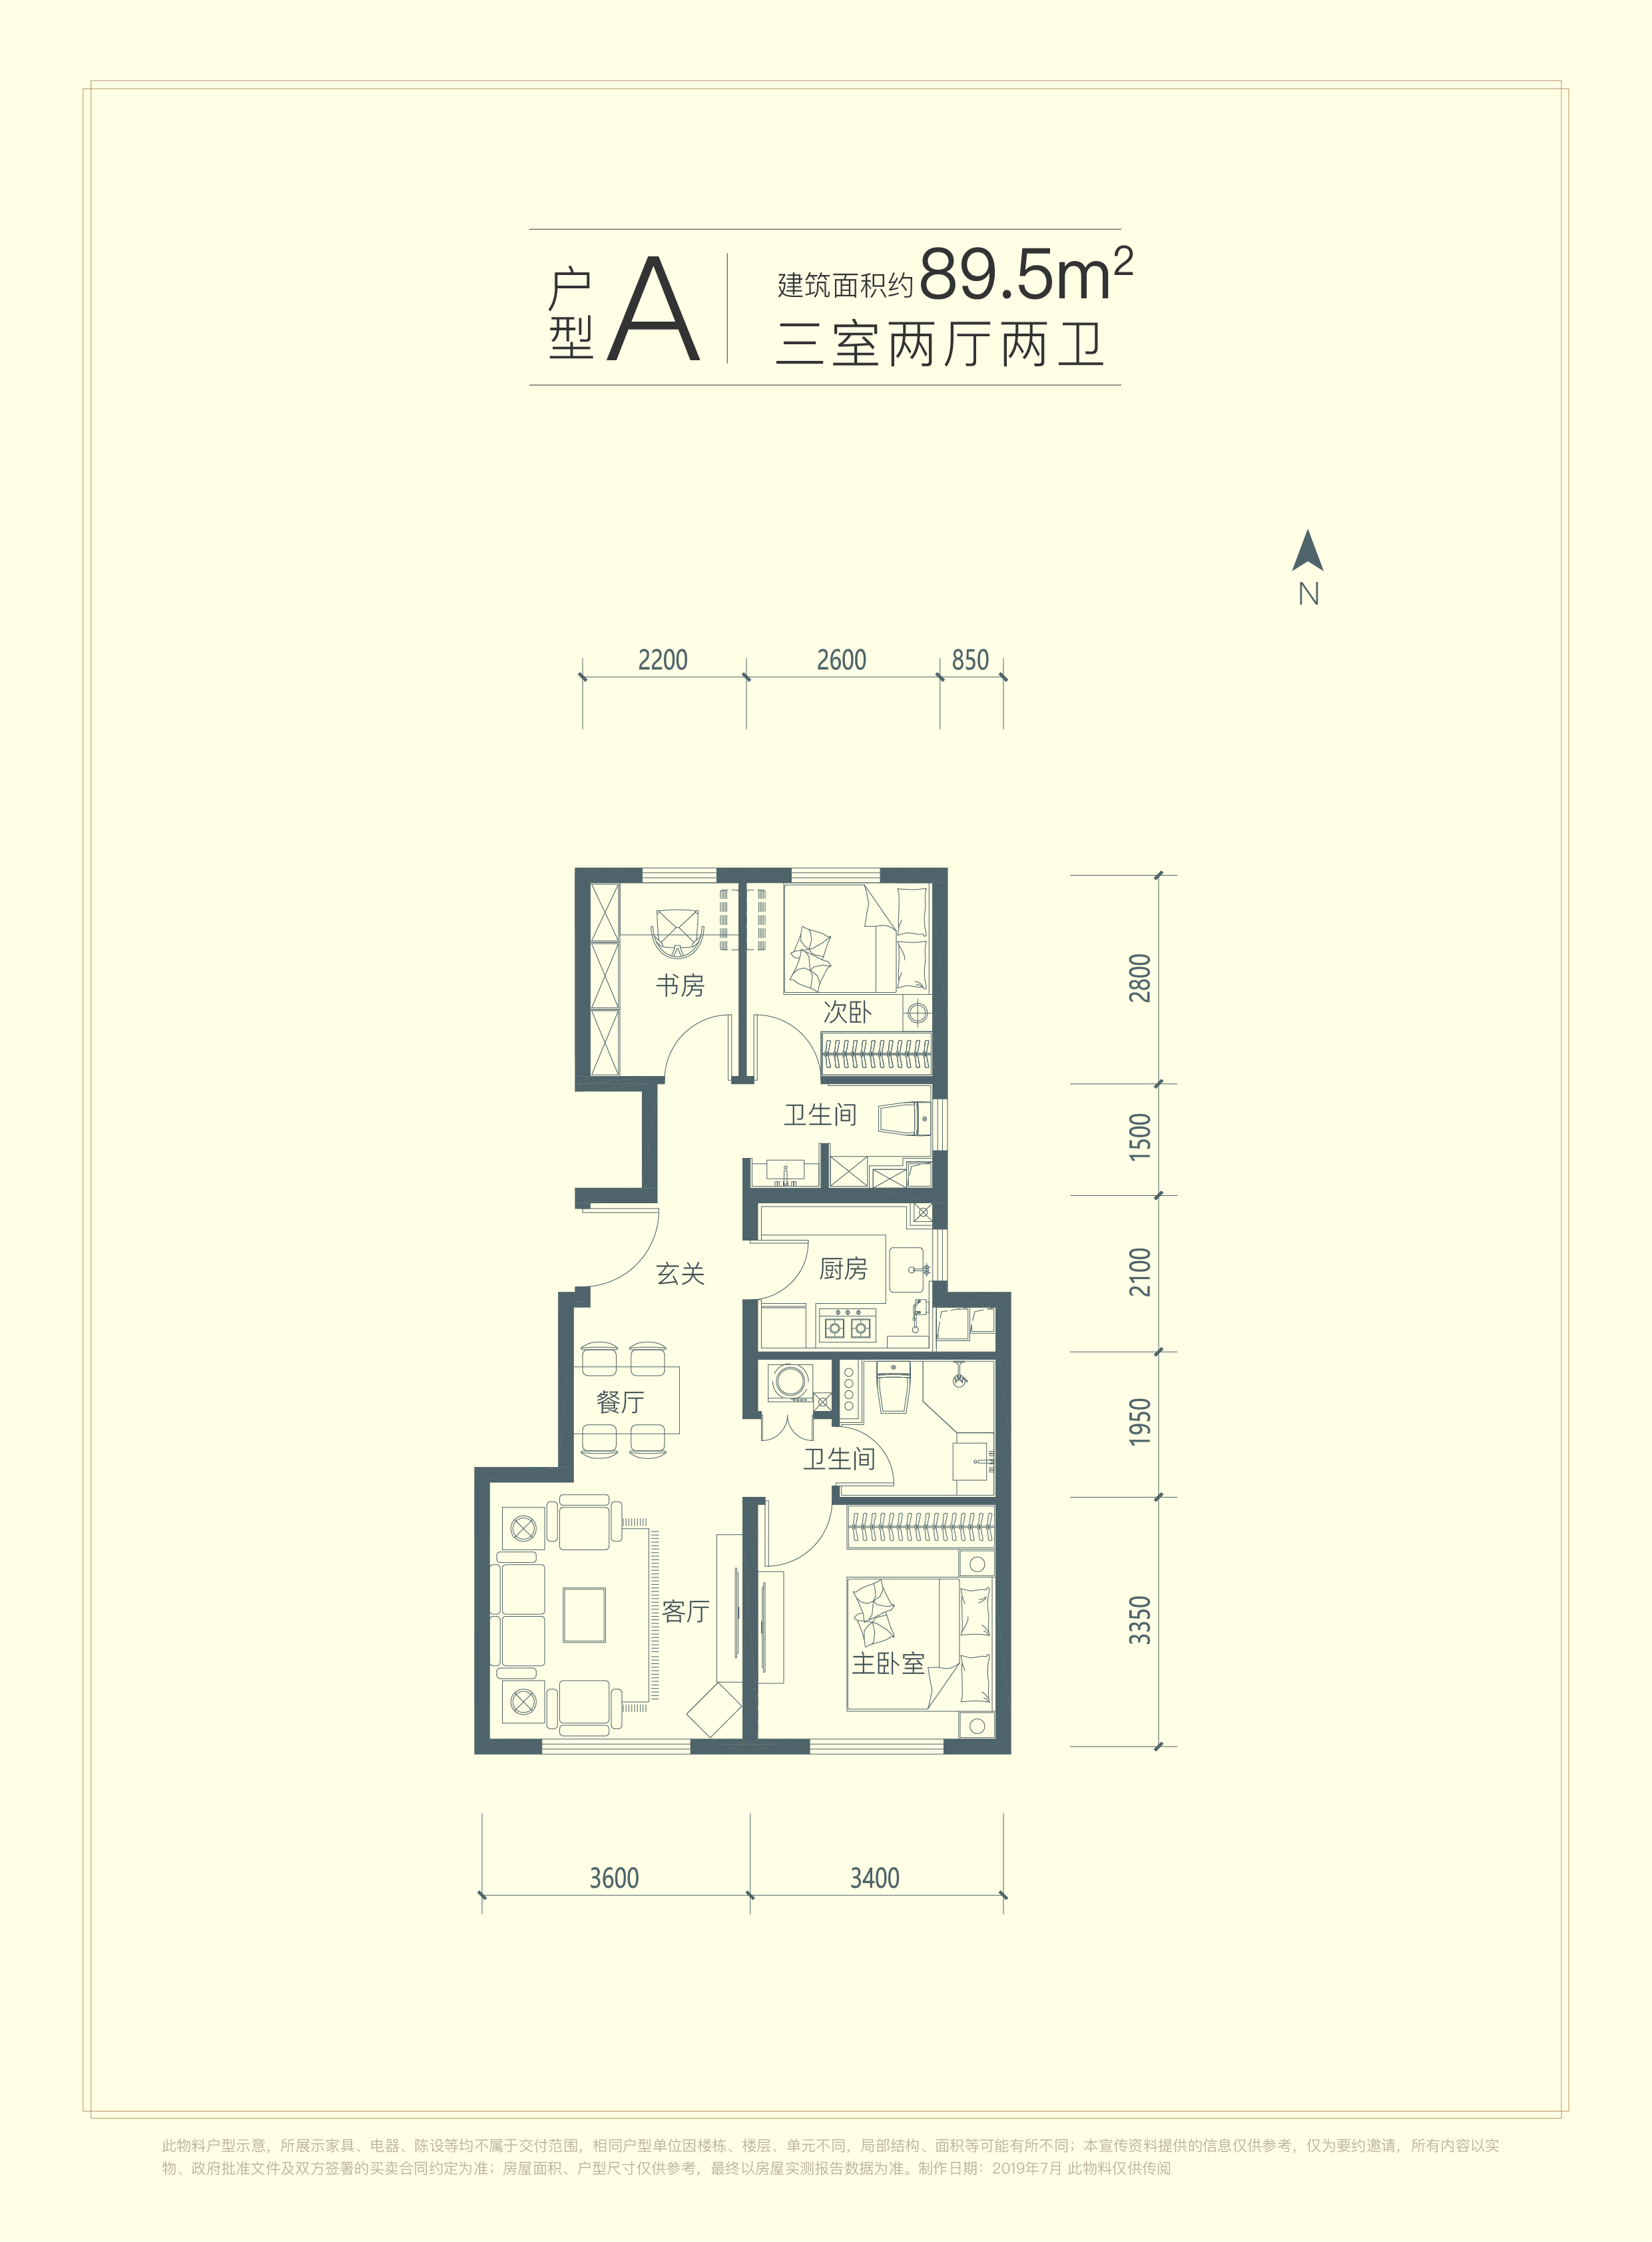 户型
A
建筑面积约89.5m²
三室两厅两卫
N
2200
2600
850
书房
次卧
2800
卫生间
1500
玄关
厨房
2100
餐厅
卫生间
1950
客厅
主卧室
3350
3600
3400
此物料户型示意，所展示家具、电器、陈设等均不属于交付范围，相同户型单位因楼栋、楼层、单元不同，局部结构、面积等可能有所不同；本宣传资料提供的信息仅供参考，仅为要约邀请，所有内容以实
物、政府批准文件及双方签署的买卖合同约定为准；房屋面积、户型尺寸仅供参考，最终以房屋实测报告数据为准。制作日期：2019年7月 此物料仅供传阅